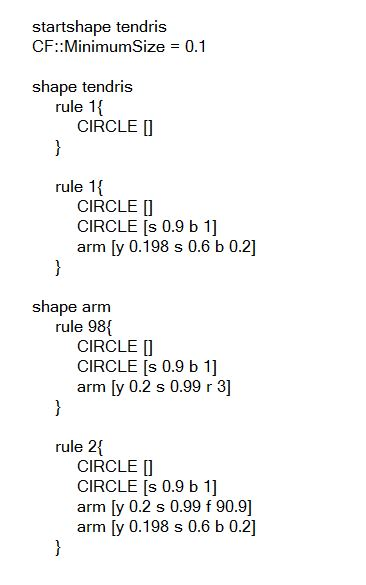 startshape tendris
CF::MinimumSize = 0.1
shape tendris
rule 1{
CIRCLE []
}
rule 1{
CIRCLE []
CIRCLE [s 0.9 b 1]
arm [y 0.198 s 0.6 b 0.2]
}
shape arm
rule 98{
CIRCLE []
CIRCLE [s 0.9 b 1]
arm [y 0.2 s 0.99 r 3]
}
rule 2{
CIRCLE []
CIRCLE [s 0.9 b 1]
arm [y 0.2 s 0.99 f 90.9]
arm [y 0.198 s 0.6 b 0.2]
}